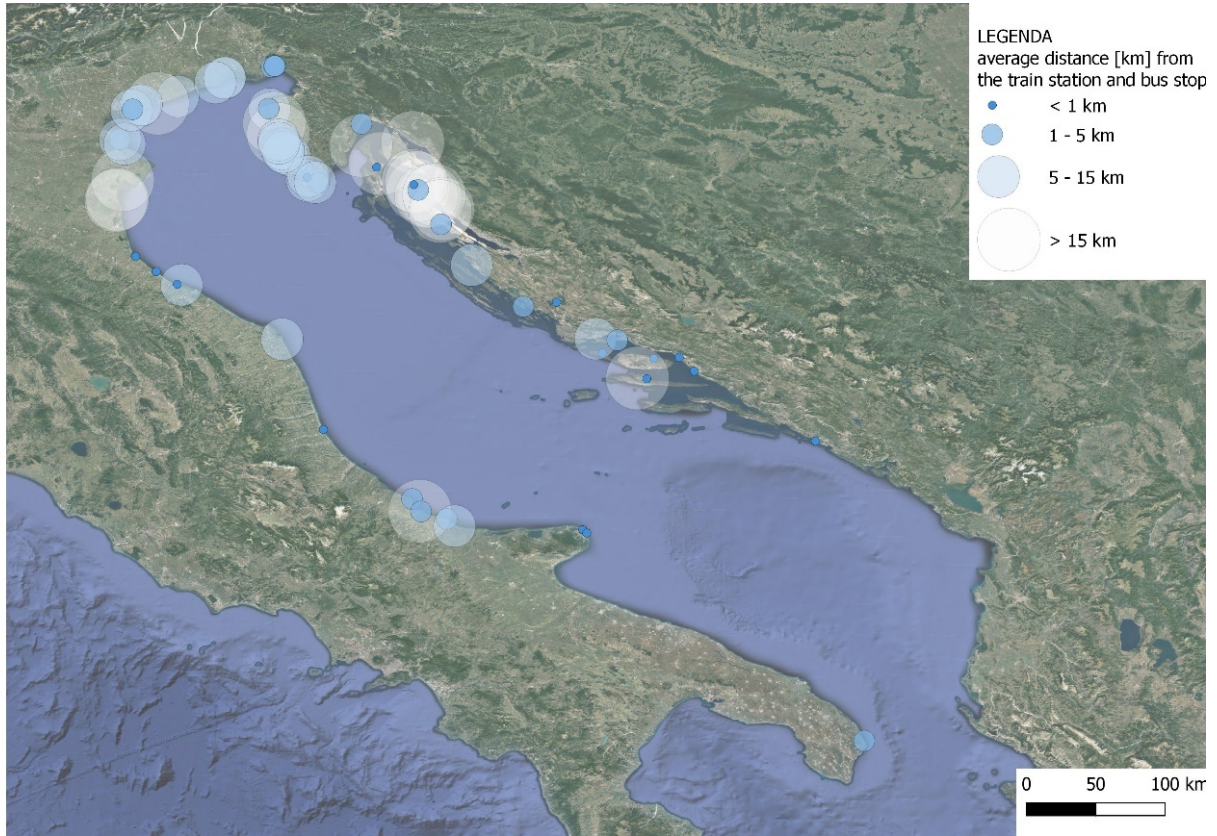 LEGENDA
average distance [km] from
the train station and bus stop
< 1 km
1 - 5 km
5 - 15 km
> 15 km
0 50 100 km